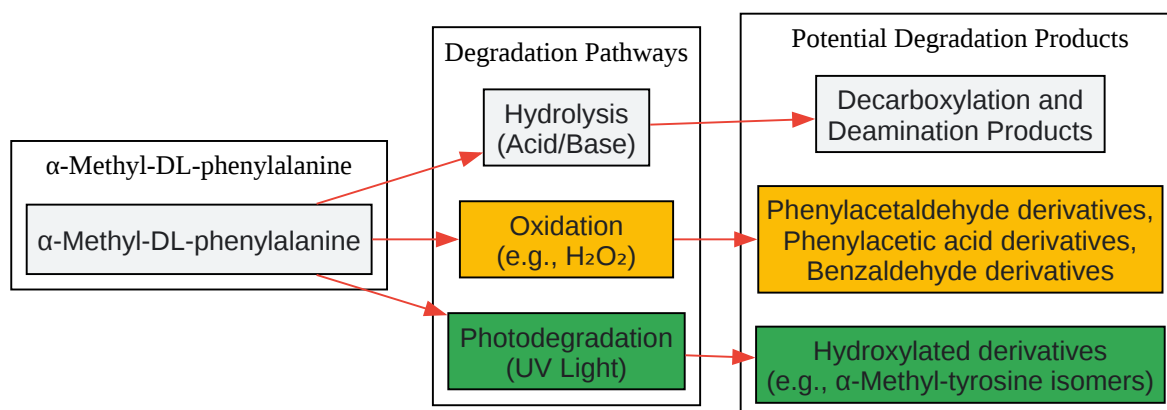 α-Methyl-DL-phenylalanine
α-Methyl-DL-phenylalanine
Degradation Pathways
Hydrolysis
(Acid/Base)
Oxidation
(e.g., H₂O₂)
Photodegradation
(UV Light)
Potential Degradation Products
Decarboxylation and
Deamination Products
Phenylacetaldehyde derivatives,
Phenylacetic acid derivatives,
Benzaldehyde derivatives
Hydroxylated derivatives
(e.g., α-Methyl-tyrosine isomers)